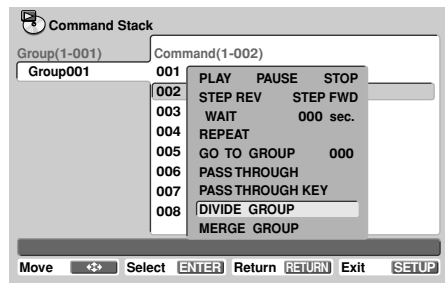 Command Stack
Group(1-001) Command(1-002)
Group001
001
002
003
004
005
006
007
008
PLAY PAUSE STOP
STEP REV STEP FWD
WAIT 000 sec.
REPEAT
GO TO GROUP 000
PASS THROUGH
PASS THROUGH KEY
DIVIDE GROUP
MERGE GROUP
Move Select ENTER Return RETURN Exit SETUP